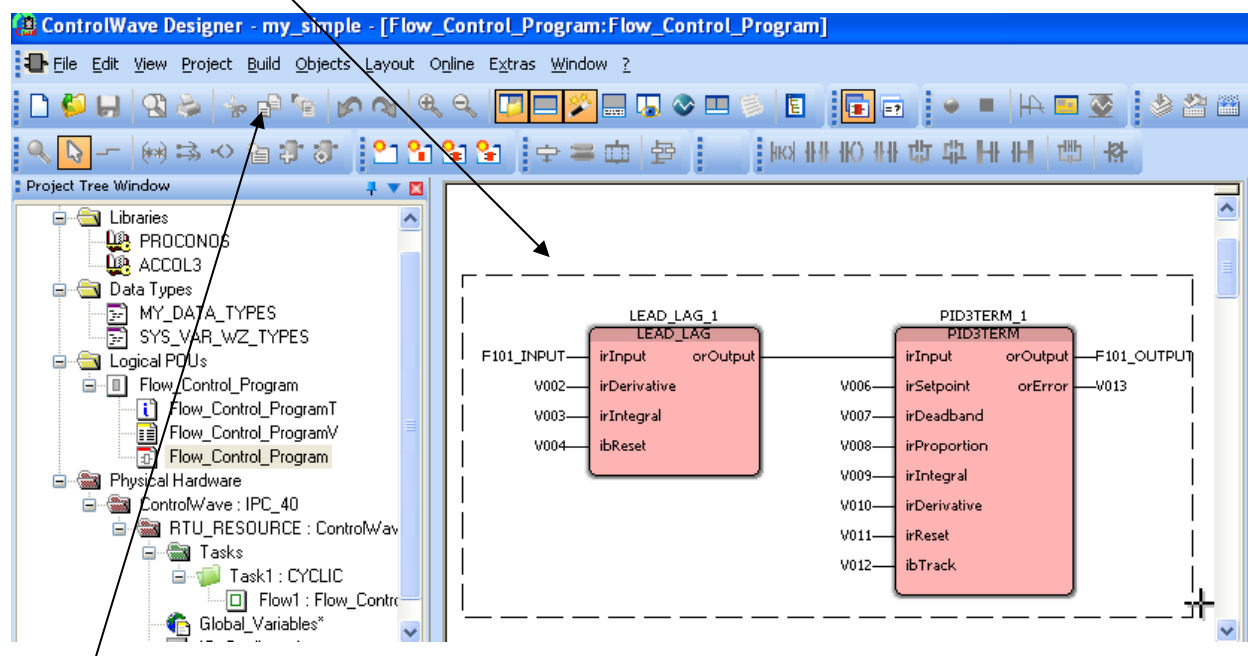 ControlWave Designer - my_simple - [Flow_Control_Program:Flow_Control_Program]
File Edit View Project Build Objects Layout Online Extras Window ?
Project Tree Window
Libraries
PROCONOS
ACCOL3
Data Types
MY_DATA_TYPES
SYS_VAR_WZ_TYPES
Logical POUs
Flow_Control_Program
Flow_Control_ProgramT
Flow_Control_ProgramV
Flow_Control_Program
Physical Hardware
ControlWave : IPC_40
RTU_RESOURCE : ControlWav
Tasks
Task1 : CYCLIC
Flow1 : Flow_Contro
Global_Variables*
LEAD_LAG_1
LEAD_LAG
F101_INPUT irInput orOutput
V002 irDerivative
V003 irIntegral
V004 ibReset
PID3TERM_1
PID3TERM
irInput orOutput F101_OUTPUT
V006 irSetpoint orError V013
V007 irDeadband
V008 irProportion
V009 irIntegral
V010 irDerivative
V011 irReset
V012 ibTrack